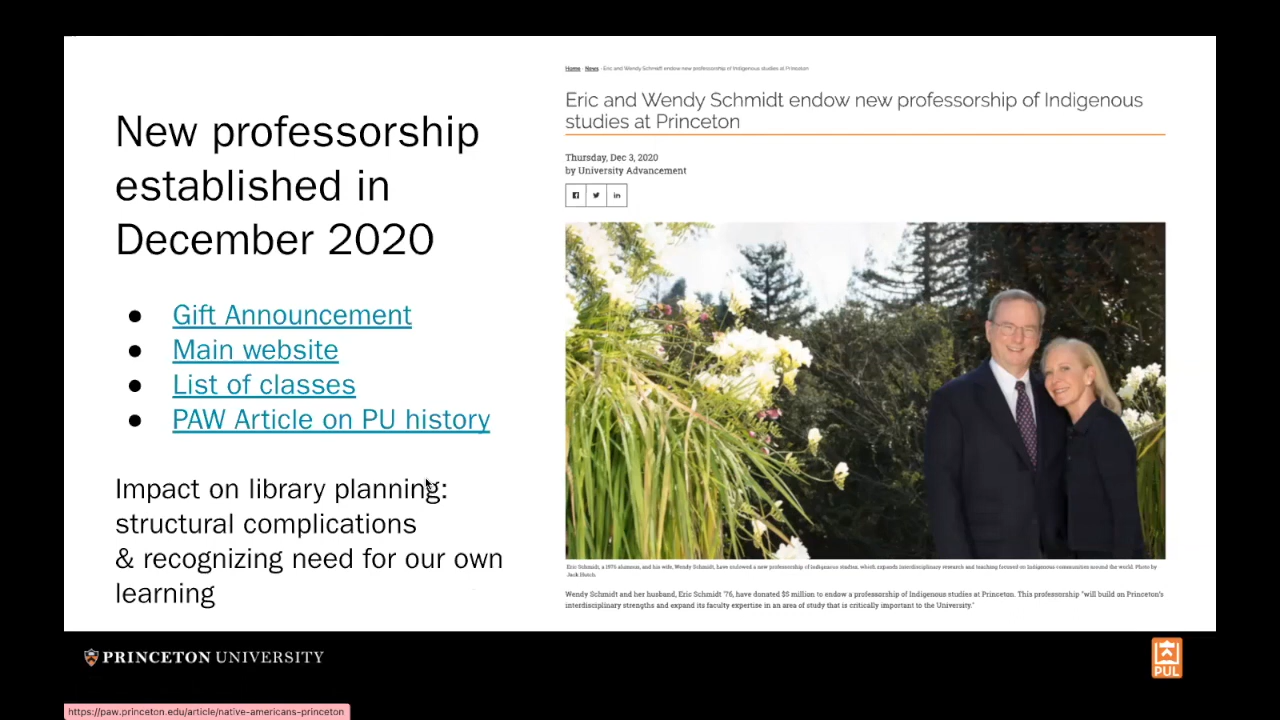 New professorship
established in
December 2020
● Gift Announcement
● Main website
● List of classes
● PAW Article on PU history
Impact on library planning:
structural complications
& recognizing need for our own
learning
Home · News · Eric and Wendy Schmidt endow new professorship of Indigenous studies at Princeton
Eric and Wendy Schmidt endow new professorship of Indigenous
studies at Princeton
Thursday, Dec 3, 2020
by University Advancement
Eric Schmidt, a 1976 alumnus, and his wife, Wendy Schmidt, have endowed a new professorship of Indigenous studies, which expands interdisciplinary research and teaching focused on Indigenous communities around the world. Photo by
Jack Hutch.
Wendy Schmidt and her husband, Eric Schmidt '76, have donated $5 million to endow a professorship of Indigenous studies at Princeton. This professorship "will build on Princeton's
interdisciplinary strengths and expand its faculty expertise in an area of study that is critically important to the University."
PRINCETON UNIVERSITY
PUL
https://paw.princeton.edu/article/native-americans-princeton